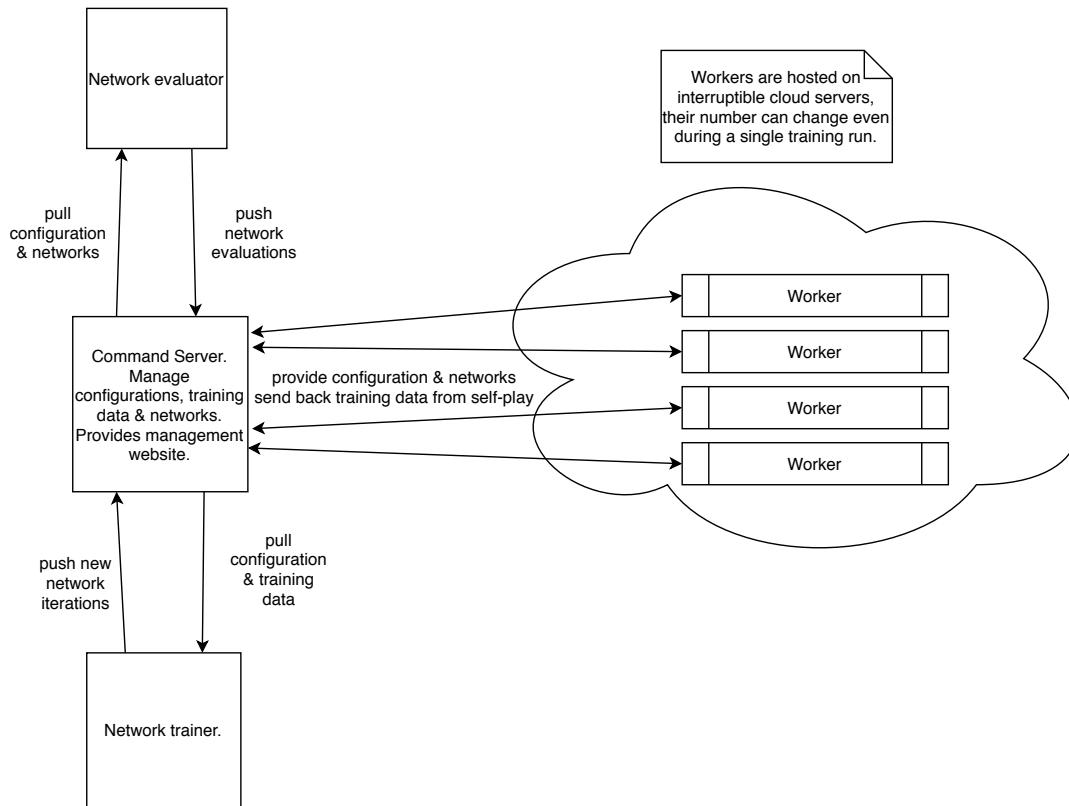 Network evaluator
Workers are hosted on
interruptible cloud servers,
their number can change even
during a single training run.
pull
configuration
& networks
push
network
evaluations
Command Server.
Manage
configurations, training
data & networks.
Provides management
website.
provide configuration & networks
send back training data from self-play
Worker
Worker
Worker
Worker
push new
network
iterations
pull
configuration
& training
data
Network trainer.